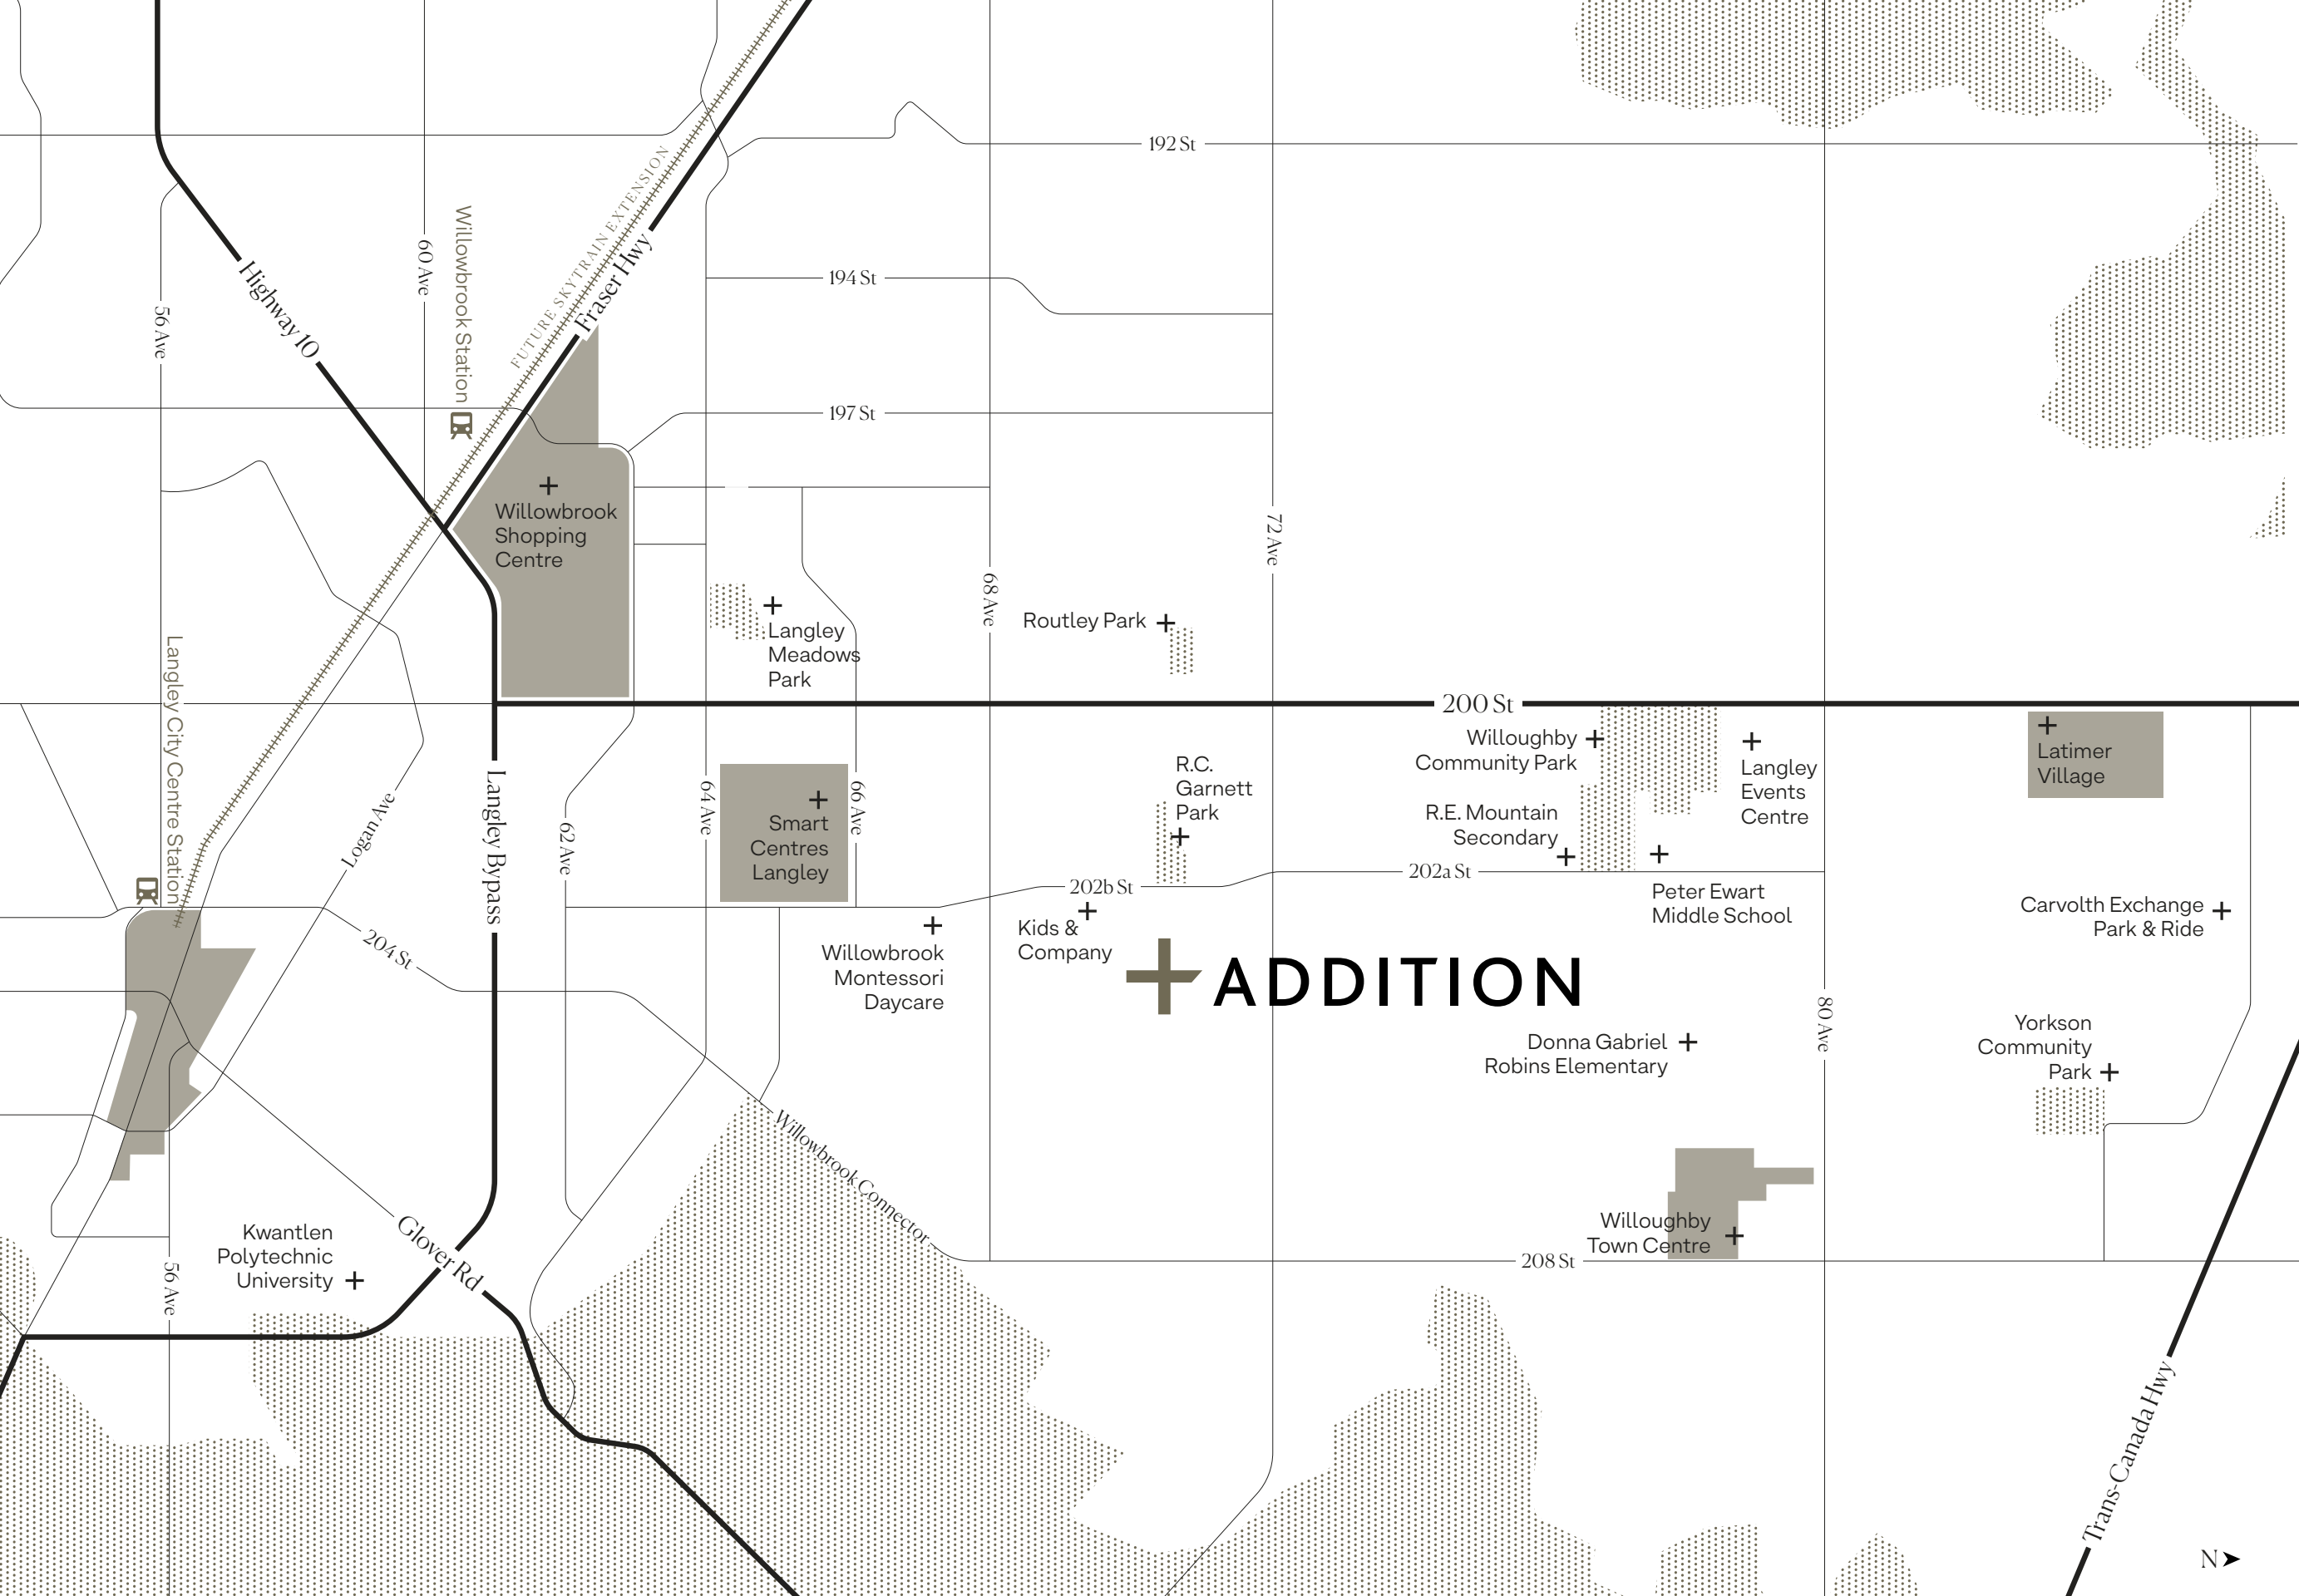 192 St
FUTURE SKYTRAIN EXTENSION
Fraser Hwy
Willowbrook Station
60 Ave
Highway 10
56 Ave
194 St
197 St
Willowbrook
Shopping
Centre
72 Ave
68 Ave
Langley
Meadows
Park
Routley Park
Langley City Centre Station
200 St
Willoughby
Community Park
Langley
Events
Centre
Latimer
Village
R.C.
Garnett
Park
R.E. Mountain
Secondary
Logan Ave
Langley Bypass
62 Ave
64 Ave
Smart
Centres
Langley
66 Ave
202b St
202a St
Peter Ewart
Middle School
Carvolth Exchange
Park & Ride
204 St
Willowbrook
Montessori
Daycare
Kids &
Company
ADDITION
Donna Gabriel
Robins Elementary
80 Ave
Yorkson
Community
Park
Willowbrook Connector
Kwantlen
Polytechnic
University
Glover Rd
56 Ave
Willoughby
Town Centre
208 St
Trans-Canada Hwy
N